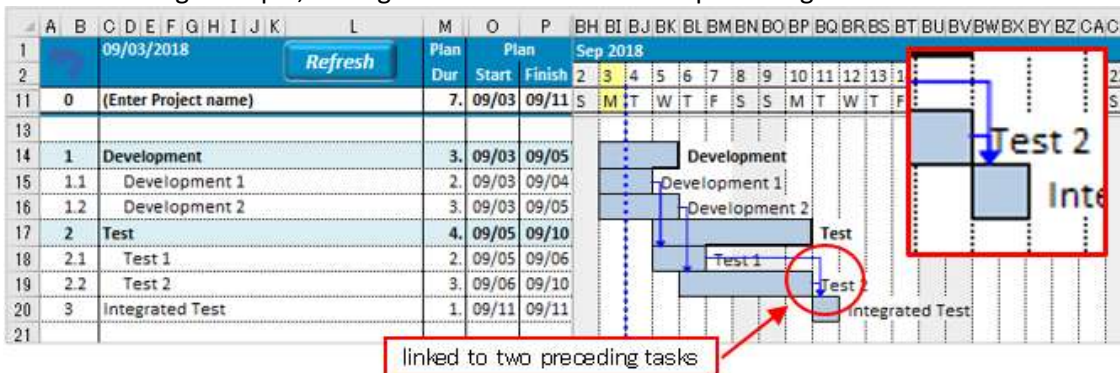 A B C D E F G H I J K L M O P BH BI BJ BK BL BM BN BO BP BQ BR BS BT BU BV BW BX BY BZ CA C
1 09/03/2018 Refresh Plan Plan Sep 2018
2 Dur Start Finish 2 3 4 5 6 7 8 9 10 11 12 13 1 2
11 0 (Enter Project name) 7. 09/03 09/11 S M T W T F S S M T W T F S
13
14 1 Development 3. 09/03 09/05 Development
15 1.1 Development 1 2. 09/03 09/04 Development 1
16 1.2 Development 2 3. 09/03 09/05 Development 2
17 2 Test 4. 09/05 09/10 Test
18 2.1 Test 1 2. 09/05 09/06 Test 1
19 2.2 Test 2 3. 09/06 09/10 Test 2
20 3 Integrated Test 1. 09/11 09/11 Integrated Test
21
Test 2
Inte
linked to two preceding tasks